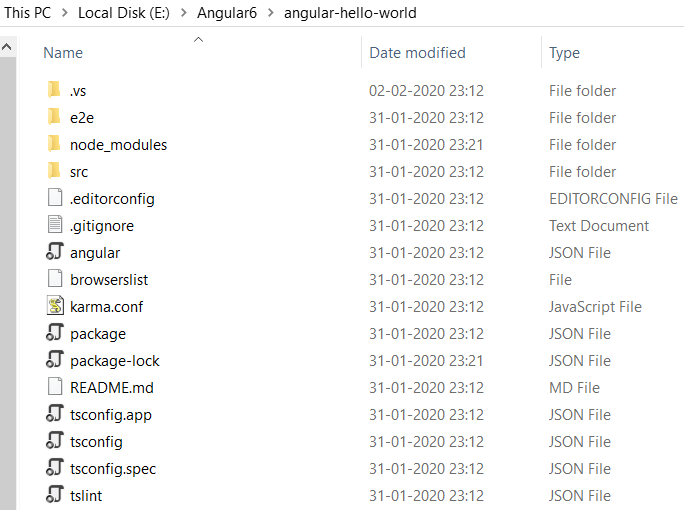 This PC > Local Disk (E:) > Angular6 > angular-hello-world
Name Date modified Type
.vs 02-02-2020 23:12 File folder
e2e 31-01-2020 23:12 File folder
node_modules 31-01-2020 23:21 File folder
src 31-01-2020 23:12 File folder
.editorconfig 31-01-2020 23:12 EDITORCONFIG File
.gitignore 31-01-2020 23:12 Text Document
angular 31-01-2020 23:12 JSON File
browserslist 31-01-2020 23:12 File
karma.conf 31-01-2020 23:12 JavaScript File
package 31-01-2020 23:12 JSON File
package-lock 31-01-2020 23:21 JSON File
README.md 31-01-2020 23:12 MD File
tsconfig.app 31-01-2020 23:12 JSON File
tsconfig 31-01-2020 23:12 JSON File
tsconfig.spec 31-01-2020 23:12 JSON File
tslint 31-01-2020 23:12 JSON File